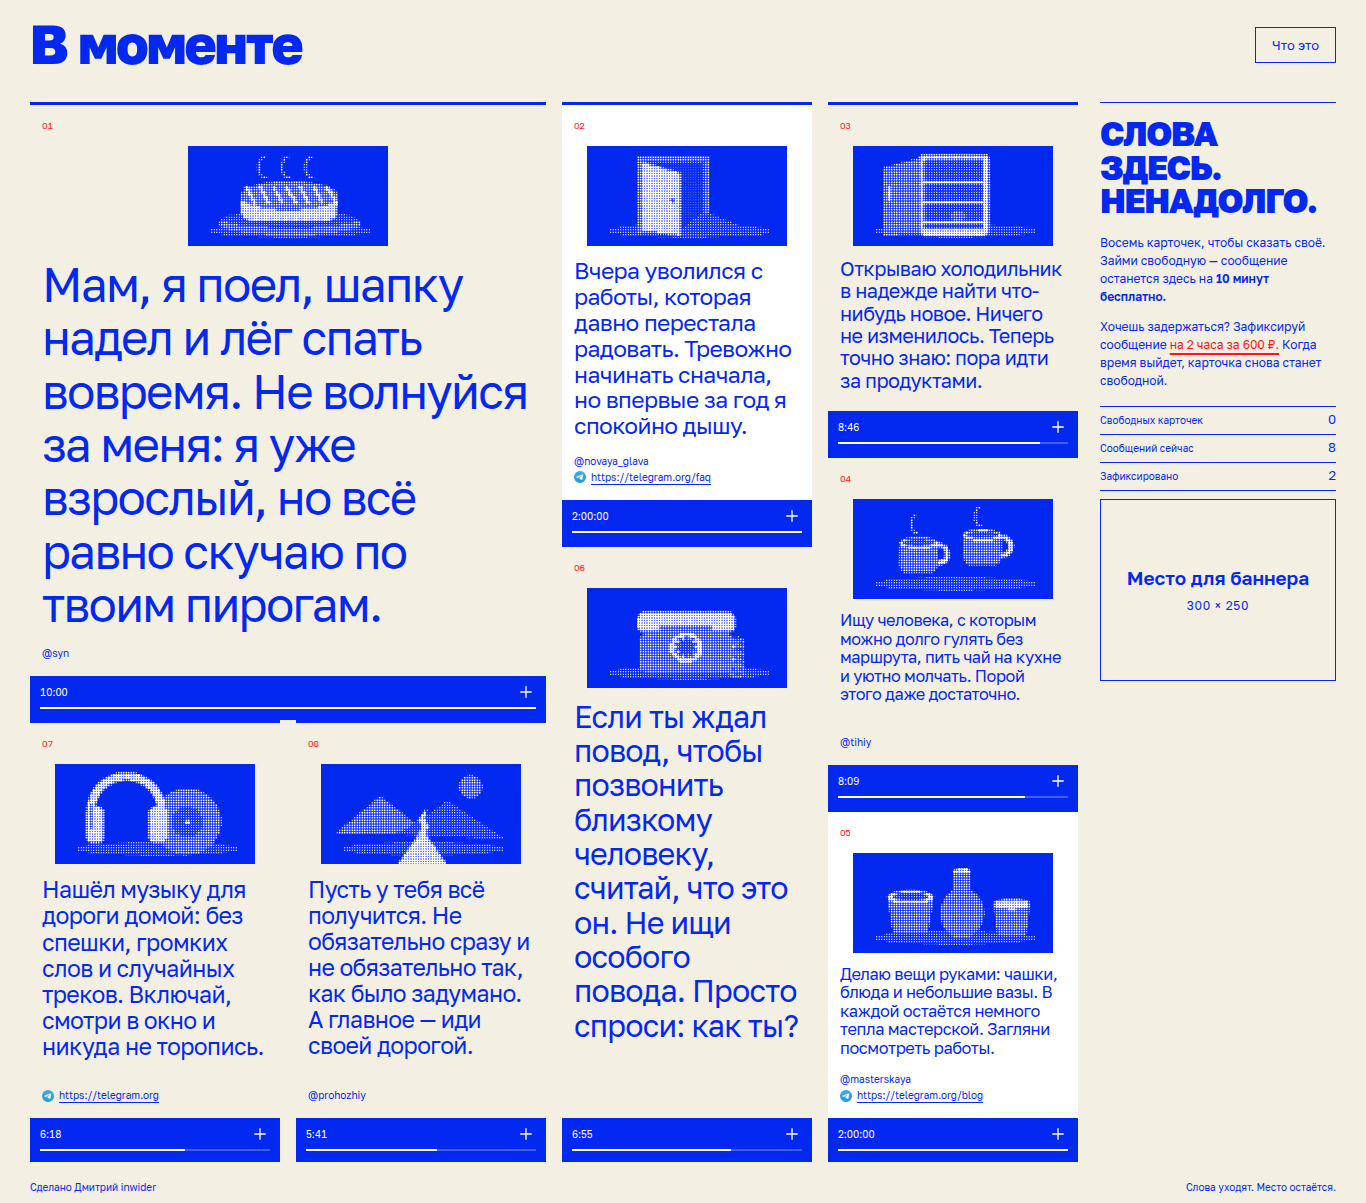 В моменте
Что это
01
Мам, я поел, шапку
надел и лёг спать
вовремя. Не волнуйся
за меня: я уже
взрослый, но всё
равно скучаю по
твоим пирогам.
@syn
10:00
02
Вчера уволился с
работы, которая
давно перестала
радовать. Тревожно
начинать сначала,
но впервые за год я
спокойно дышу.
@novaya_glava
https://telegram.org/faq
2:00:00
03
Открываю холодильник
в надежде найти что-
нибудь новое. Ничего
не изменилось. Теперь
точно знаю: пора идти
за продуктами.
8:46
04
Ищу человека, с которым
можно долго гулять без
маршрута, пить чай на кухне
и уютно молчать. Порой
этого даже достаточно.
@tihiy
8:09
05
Делаю вещи руками: чашки,
блюда и небольшие вазы. В
каждой остаётся немного
тепла мастерской. Загляни
посмотреть работы.
@masterskaya
https://telegram.org/blog
2:00:00
06
Если ты ждал
повод, чтобы
позвонить
близкому
человеку,
считай, что это
он. Не ищи
особого
повода. Просто
спроси: как ты?
6:55
07
Нашёл музыку для
дороги домой: без
спешки, громких
слов и случайных
треков. Включай,
смотри в окно и
никуда не торопись.
https://telegram.org
6:18
08
Пусть у тебя всё
получится. Не
обязательно сразу и
не обязательно так,
как было задумано.
А главное — иди
своей дорогой.
@prohozhiy
5:41
СЛОВА
ЗДЕСЬ.
НЕНАДОЛГО.
Восемь карточек, чтобы сказать своё.
Займи свободную — сообщение
останется здесь на 10 минут
бесплатно.
Хочешь задержаться? Зафиксируй
сообщение на 2 часа за 600 ₽. Когда
время выйдет, карточка снова станет
свободной.
Свободных карточек 0
Сообщений сейчас 8
Зафиксировано 2
Место для баннера
300 × 250
Сделано Дмитрий inwider
Слова уходят. Место остаётся.